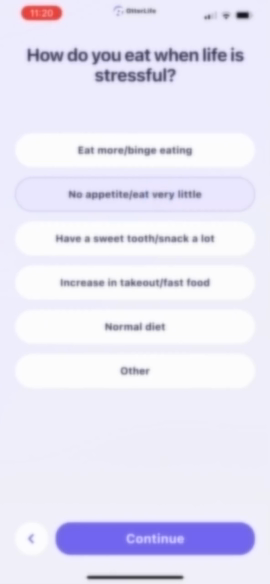 11:20
OtterLife
How do you eat when life is
stressful?
Eat more/binge eating
No appetite/eat very little
Have a sweet tooth/snack a lot
Increase in takeout/fast food
Normal diet
Other
Continue